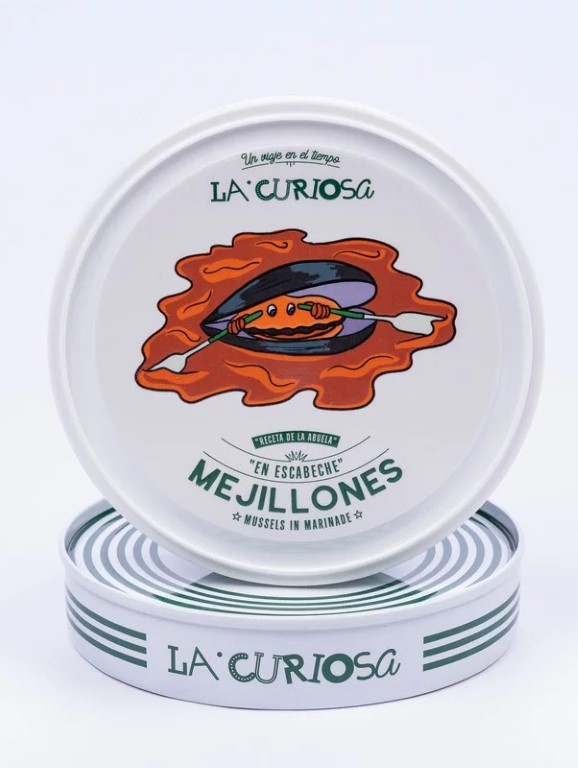 Un viaje en el tiempo
LA CURIOSA
"RECETA DE LA ABUELA"
"EN ESCABECHE"
MEJILLONES
☆ MUSSELS IN MARINADE ☆
LA CURIOSA